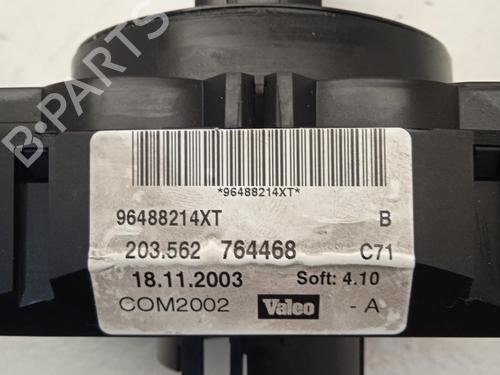 B-PARTS
*96488214XT*
96488214XT B
203.562 764468 C71
18.11.2003 Soft: 4.10
COM2002 Valeo - A